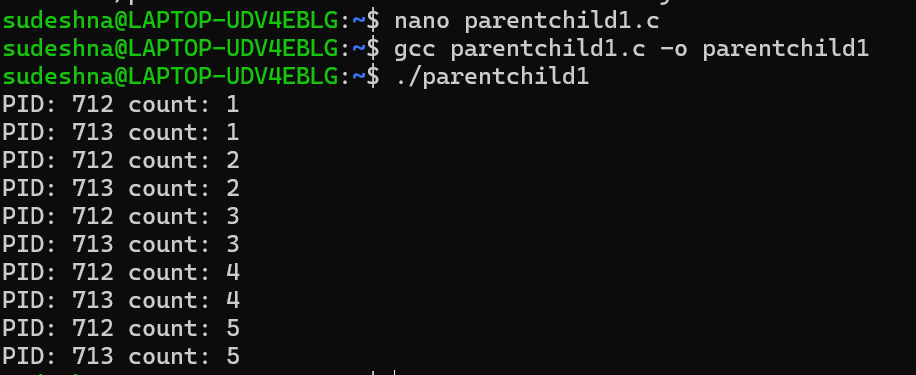 sudeshna@LAPTOP-UDV4EBLG:~$ nano parentchild1.c
sudeshna@LAPTOP-UDV4EBLG:~$ gcc parentchild1.c -o parentchild1
sudeshna@LAPTOP-UDV4EBLG:~$ ./parentchild1
PID: 712 count: 1
PID: 713 count: 1
PID: 712 count: 2
PID: 713 count: 2
PID: 712 count: 3
PID: 713 count: 3
PID: 712 count: 4
PID: 713 count: 4
PID: 712 count: 5
PID: 713 count: 5